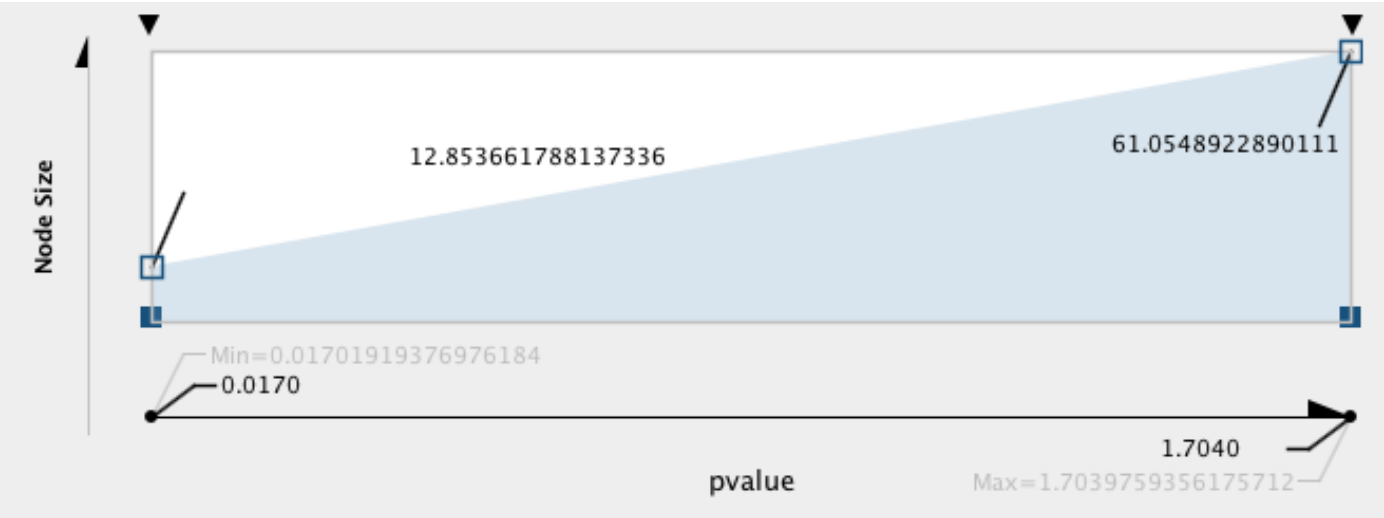 Node Size
12.853661788137336
61.0548922890111
Min=0.01701919376976184
0.0170
1.7040
pvalue
Max=1.7039759356175712